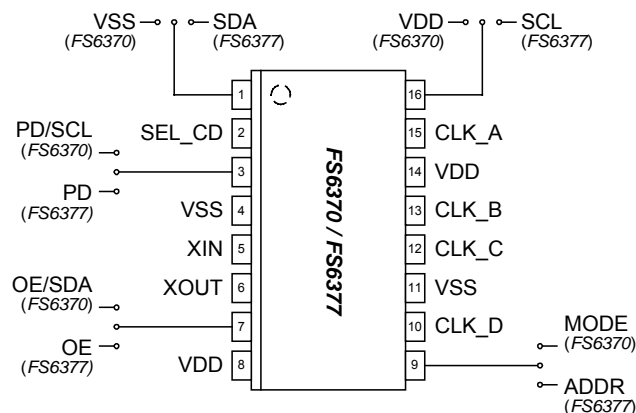 VSS SDA
(FS6370) (FS6377)
VDD SCL
(FS6370) (FS6377)
1
16
PD/SCL
(FS6370)
SEL_CD 2
15 CLK_A
3
14 VDD
PD
(FS6377)
VSS 4
13 CLK_B
XIN 5
12 CLK_C
OE/SDA
(FS6370)
XOUT 6
11 VSS
7
10 CLK_D
OE
(FS6377)
VDD 8
9
MODE
(FS6370)
ADDR
(FS6377)
FS6370 / FS6377